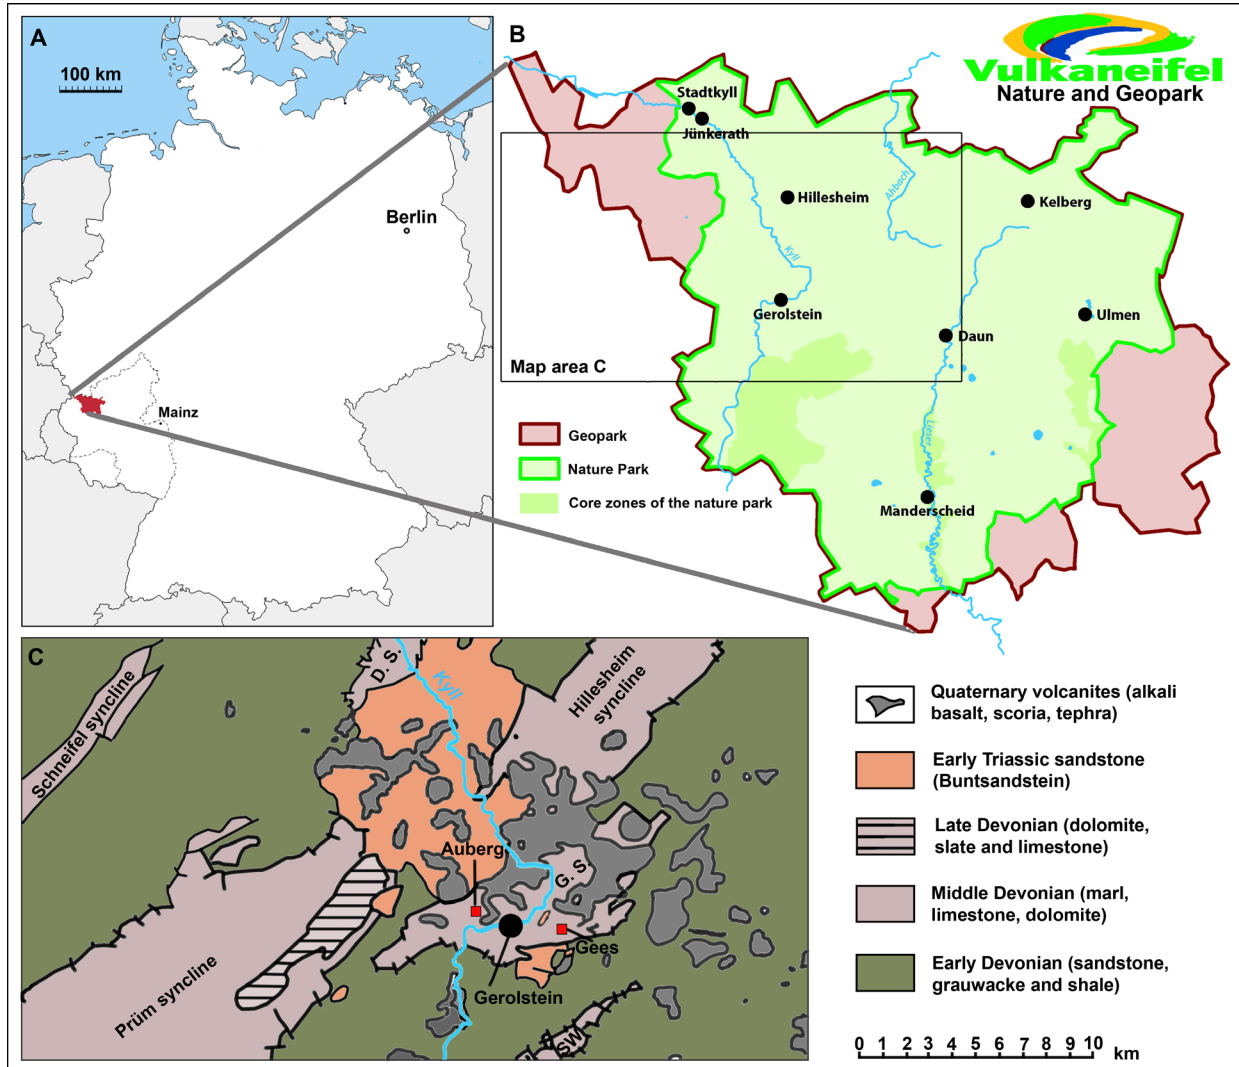 A
100 km
Berlin
Mainz
B
Vulkaneifel
Nature and Geopark
Stadtkyll
Jünkerath
Hillesheim
Ahbach
Kelberg
Kyll
Gerolstein
Ulmen
Daun
Map area C
Geopark
Nature Park
Core zones of the nature park
Lieser
Manderscheid
C
D. S.
Kyll
Hillesheim
syncline
Schneifel syncline
Auberg
G. S.
Gees
Gerolstein
Prüm syncline
SW
Quaternary volcanites (alkali
basalt, scoria, tephra)
Early Triassic sandstone
(Buntsandstein)
Late Devonian (dolomite,
slate and limestone)
Middle Devonian (marl,
limestone, dolomite)
Early Devonian (sandstone,
grauwacke and shale)
0 1 2 3 4 5 6 7 8 9 10
km